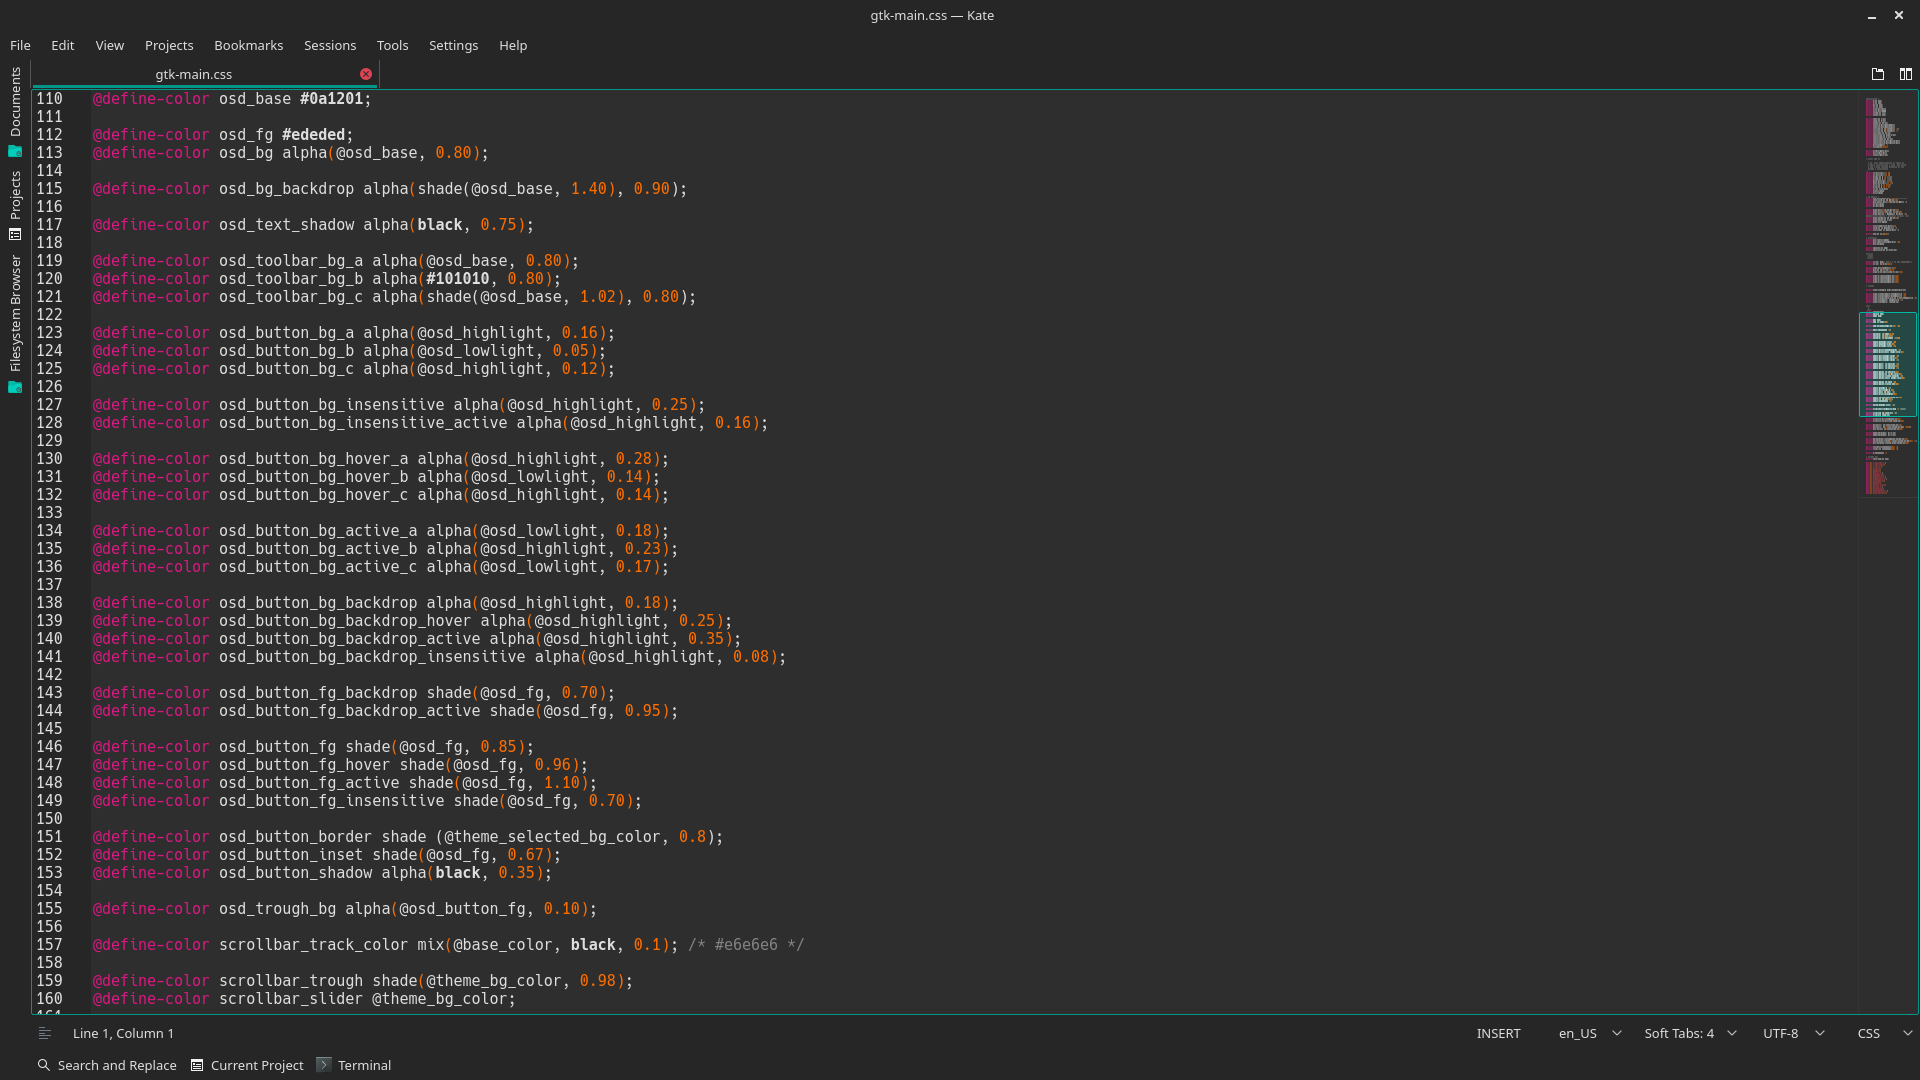 gtk-main.css — Kate
File Edit View Projects Bookmarks Sessions Tools Settings Help
Documents
Projects
Filesystem Browser
gtk-main.css
110 @define-color osd_base #0a1201;
111
112 @define-color osd_fg #ededed;
113 @define-color osd_bg alpha(@osd_base, 0.80);
114
115 @define-color osd_bg_backdrop alpha(shade(@osd_base, 1.40), 0.90);
116
117 @define-color osd_text_shadow alpha(black, 0.75);
118
119 @define-color osd_toolbar_bg_a alpha(@osd_base, 0.80);
120 @define-color osd_toolbar_bg_b alpha(#101010, 0.80);
121 @define-color osd_toolbar_bg_c alpha(shade(@osd_base, 1.02), 0.80);
122
123 @define-color osd_button_bg_a alpha(@osd_highlight, 0.16);
124 @define-color osd_button_bg_b alpha(@osd_lowlight, 0.05);
125 @define-color osd_button_bg_c alpha(@osd_highlight, 0.12);
126
127 @define-color osd_button_bg_insensitive alpha(@osd_highlight, 0.25);
128 @define-color osd_button_bg_insensitive_active alpha(@osd_highlight, 0.16);
129
130 @define-color osd_button_bg_hover_a alpha(@osd_highlight, 0.28);
131 @define-color osd_button_bg_hover_b alpha(@osd_lowlight, 0.14);
132 @define-color osd_button_bg_hover_c alpha(@osd_highlight, 0.14);
133
134 @define-color osd_button_bg_active_a alpha(@osd_lowlight, 0.18);
135 @define-color osd_button_bg_active_b alpha(@osd_highlight, 0.23);
136 @define-color osd_button_bg_active_c alpha(@osd_lowlight, 0.17);
137
138 @define-color osd_button_bg_backdrop alpha(@osd_highlight, 0.18);
139 @define-color osd_button_bg_backdrop_hover alpha(@osd_highlight, 0.25);
140 @define-color osd_button_bg_backdrop_active alpha(@osd_highlight, 0.35);
141 @define-color osd_button_bg_backdrop_insensitive alpha(@osd_highlight, 0.08);
142
143 @define-color osd_button_fg_backdrop shade(@osd_fg, 0.70);
144 @define-color osd_button_fg_backdrop_active shade(@osd_fg, 0.95);
145
146 @define-color osd_button_fg shade(@osd_fg, 0.85);
147 @define-color osd_button_fg_hover shade(@osd_fg, 0.96);
148 @define-color osd_button_fg_active shade(@osd_fg, 1.10);
149 @define-color osd_button_fg_insensitive shade(@osd_fg, 0.70);
150
151 @define-color osd_button_border shade (@theme_selected_bg_color, 0.8);
152 @define-color osd_button_inset shade(@osd_fg, 0.67);
153 @define-color osd_button_shadow alpha(black, 0.35);
154
155 @define-color osd_trough_bg alpha(@osd_button_fg, 0.10);
156
157 @define-color scrollbar_track_color mix(@base_color, black, 0.1); /* #e6e6e6 */
158
159 @define-color scrollbar_trough shade(@theme_bg_color, 0.98);
160 @define-color scrollbar_slider @theme_bg_color;
Line 1, Column 1 INSERT en_US Soft Tabs: 4 UTF-8 CSS
Search and Replace Current Project Terminal